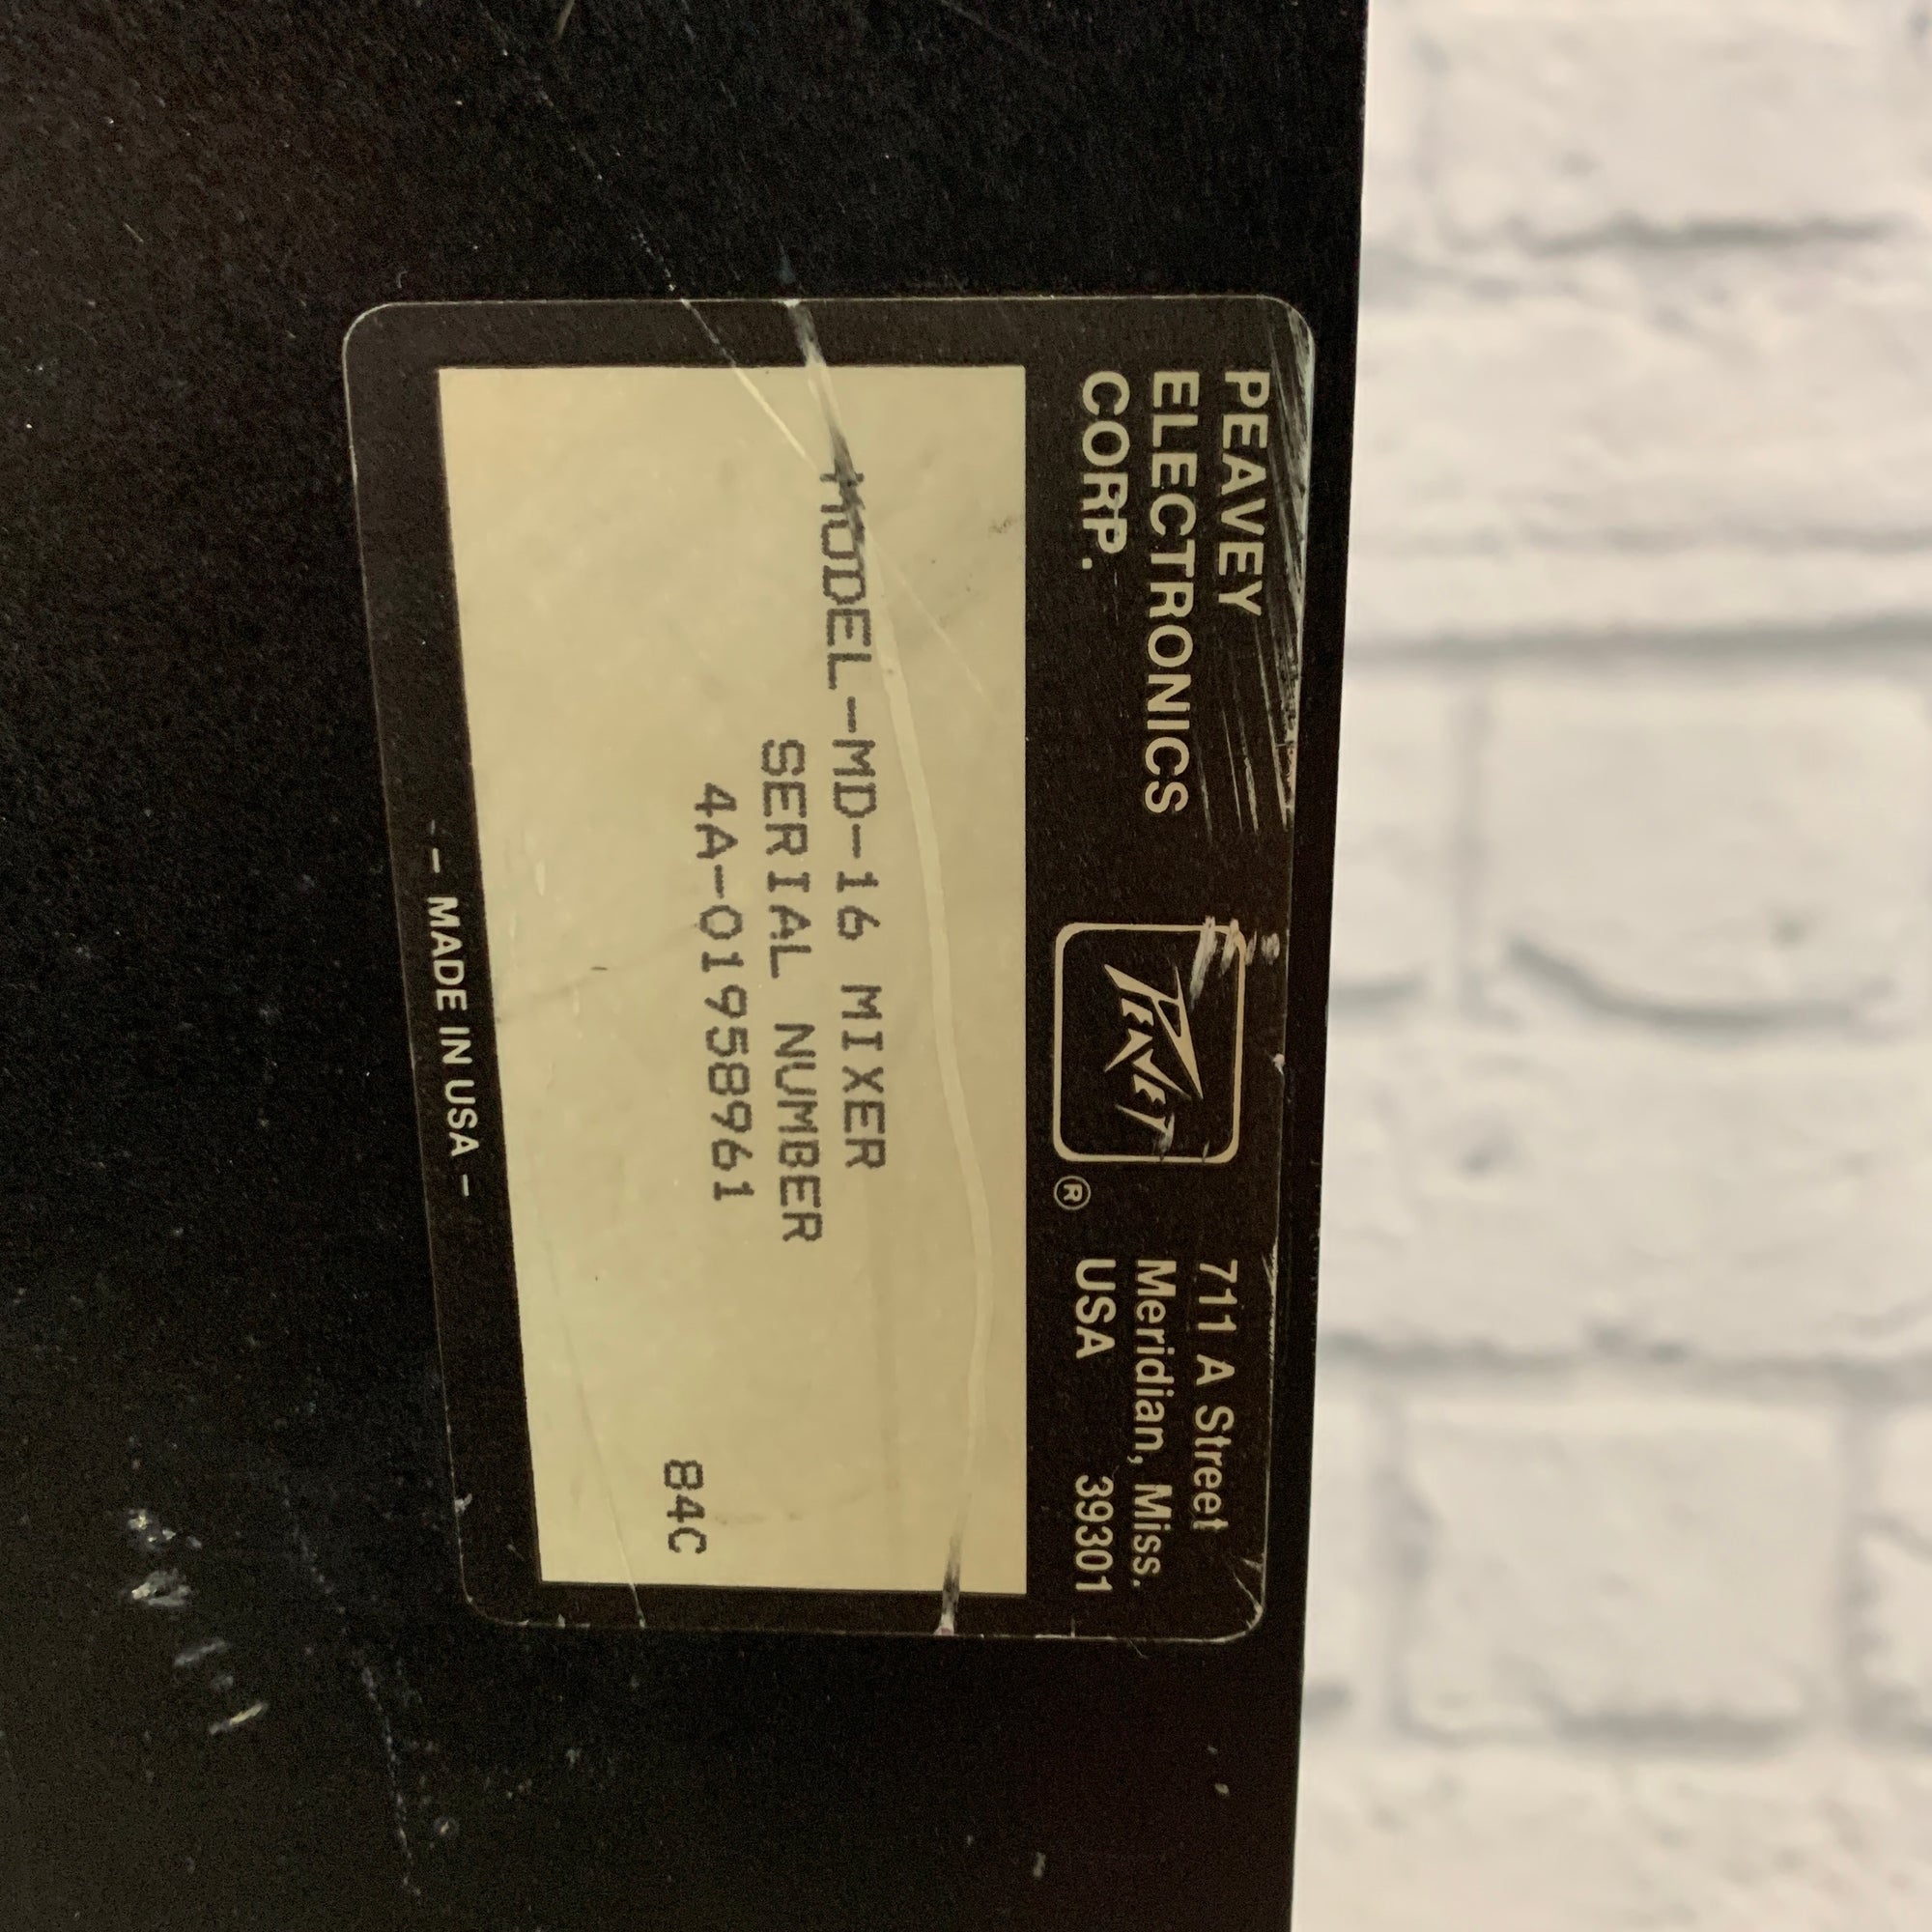 PEAVEY
ELECTRONICS
CORP.
PEAVEY
®
711 A Street
Meridian, Miss.
USA 39301
MODEL-MD-16 MIXER
SERIAL NUMBER
4A-01958961
84C
- MADE IN USA -